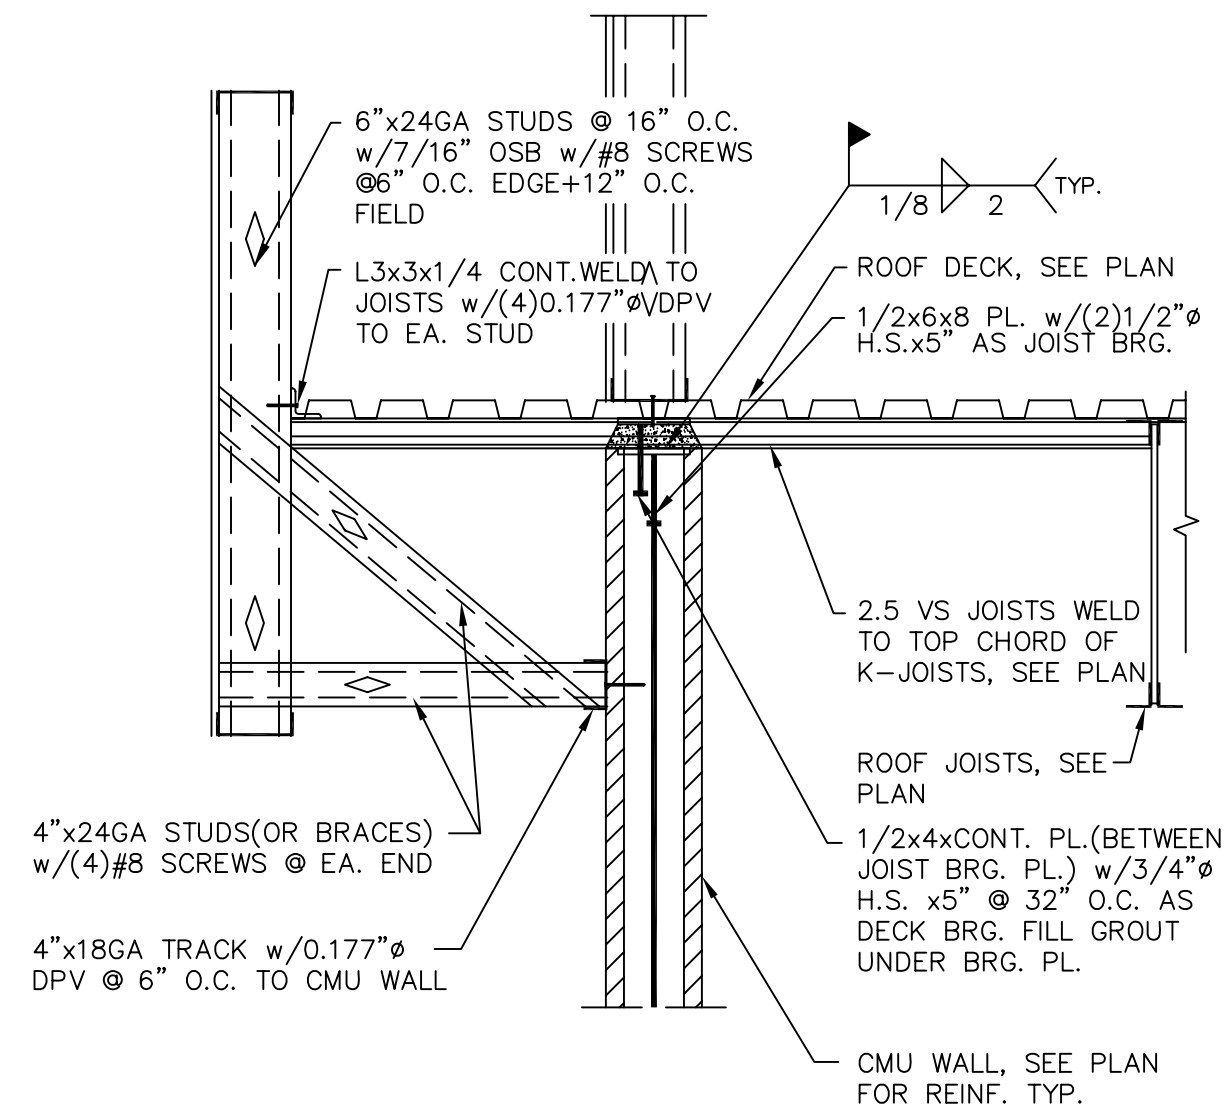 6"x24GA STUDS @ 16" O.C.
w/7/16" OSB w/#8 SCREWS
@6" O.C. EDGE+12" O.C.
FIELD
L3x3x1/4 CONT.WELD TO
JOISTS w/(4)0.177"ø DPV
TO EA. STUD
1/8 2 TYP.
ROOF DECK, SEE PLAN
1/2x6x8 PL. w/(2)1/2"ø
H.S.x5" AS JOIST BRG.
2.5 VS JOISTS WELD
TO TOP CHORD OF
K-JOISTS, SEE PLAN
ROOF JOISTS, SEE
PLAN
4"x24GA STUDS(OR BRACES)
w/(4)#8 SCREWS @ EA. END
1/2x4xCONT. PL.(BETWEEN
JOIST BRG. PL.) w/3/4"ø
H.S. x5" @ 32" O.C. AS
DECK BRG. FILL GROUT
UNDER BRG. PL.
4"x18GA TRACK w/0.177"ø
DPV @ 6" O.C. TO CMU WALL
CMU WALL, SEE PLAN
FOR REINF. TYP.